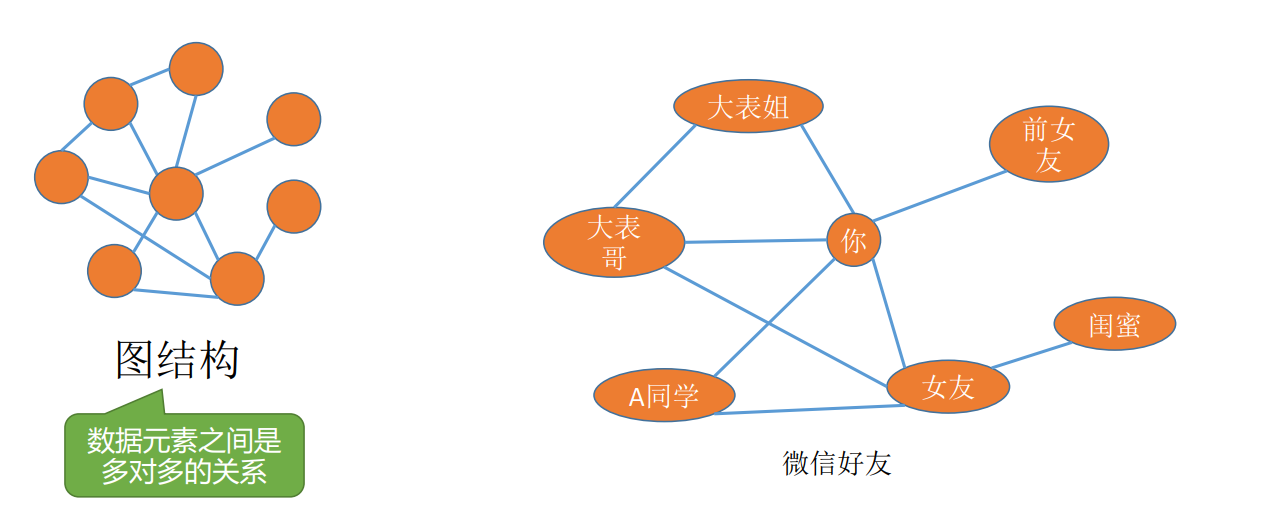 图结构
数据元素之间是
多对多的关系
大表姐
前女
友
大表
哥
你
闺蜜
A同学
女友
微信好友